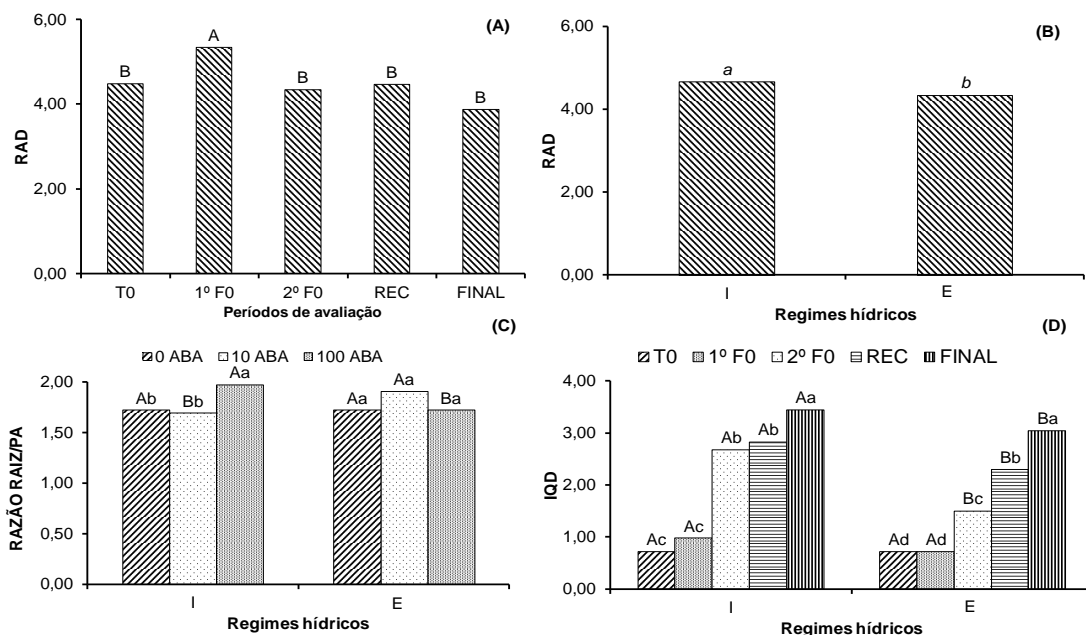 (A)
6,00
4,00
2,00
0,00
RAD
B
A
B
B
B
T0
1º F0
2º F0
REC
FINAL
Períodos de avaliação
(B)
6,00
4,00
2,00
0,00
RAD
a
b
I
E
Regimes hídricos
(C)
0 ABA
10 ABA
100 ABA
2,00
1,50
1,00
0,50
0,00
RAZÃO RAIZ/PA
Ab
Bb
Aa
Aa
Aa
Ba
I
E
Regimes hídricos
(D)
T0
1º F0
2º F0
REC
FINAL
4,00
3,00
2,00
1,00
0,00
IQD
Ac
Ac
Ab
Ab
Aa
Ad
Ad
Bc
Bb
Ba
I
E
Regimes hídricos